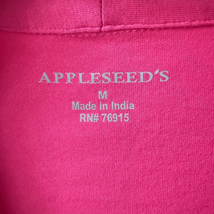 APPLESEED'S
M
Made in India
RN# 76915